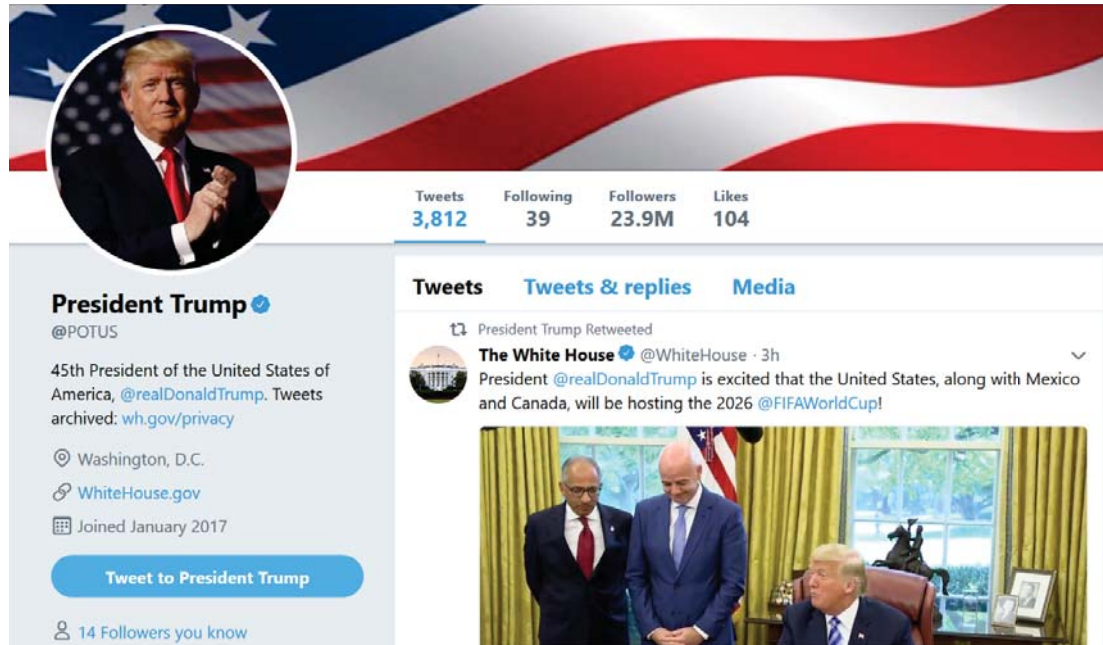 Tweets Following Followers Likes
3,812 39 23.9M 104
President Trump
@POTUS
45th President of the United States of
America, @realDonaldTrump. Tweets
archived: wh.gov/privacy
Washington, D.C.
WhiteHouse.gov
Joined January 2017
Tweet to President Trump
14 Followers you know
Tweets Tweets & replies Media
President Trump Retweeted
The White House @WhiteHouse · 3h
President @realDonaldTrump is excited that the United States, along with Mexico
and Canada, will be hosting the 2026 @FIFAWorldCup!